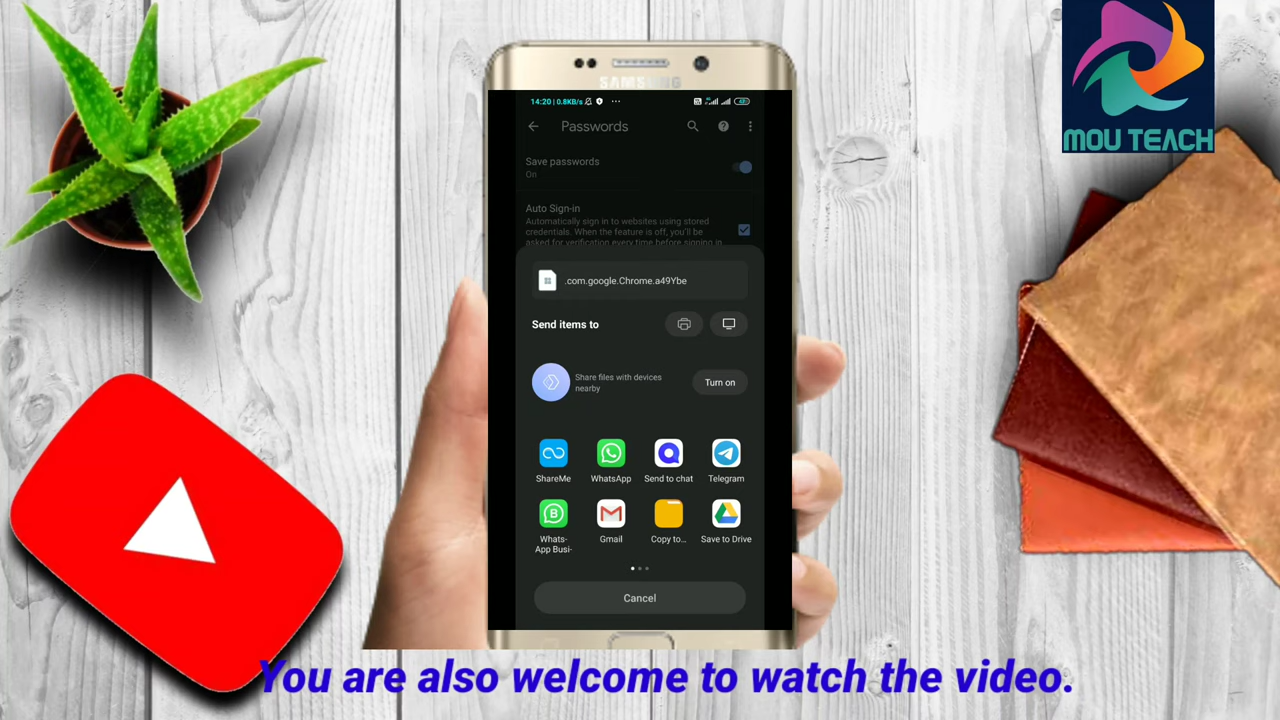 MOU TEACH
SAMSUNG
14:20 | 0.8KB/s
Passwords
Save passwords
On
Auto Sign-in
Automatically sign in to websites using stored
credentials. When the feature is off, you'll be
asked for verification every time before signing in
.com.google.Chrome.a49Ybe
Send items to
Share files with devices
nearby
Turn on
ShareMe
WhatsApp
Send to chat
Telegram
Whats-
App Busi-
Gmail
Copy to...
Save to Drive
Cancel
You are also welcome to watch the video.